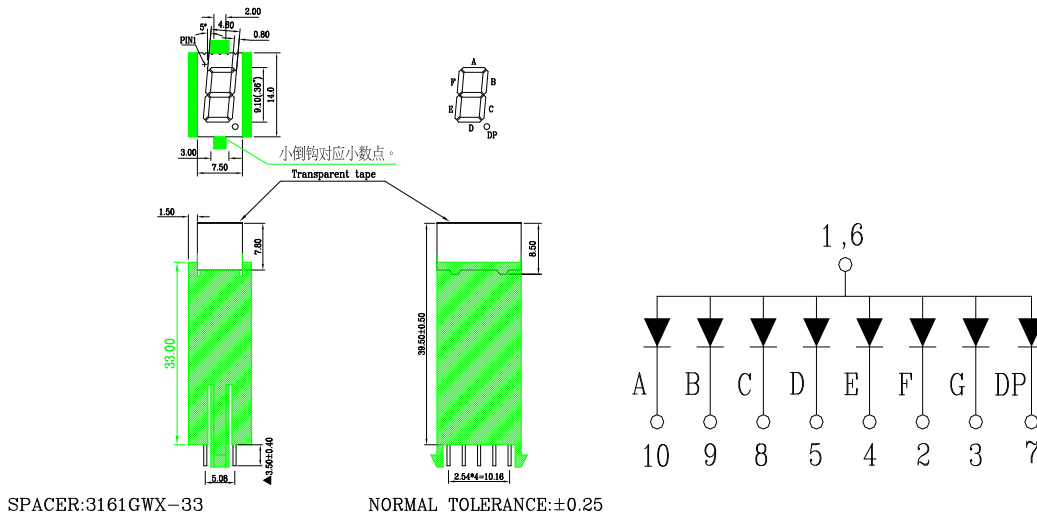 2.00
4.80
5°
0.80
PIN1
9.10(.36")
14.0
3.00
7.50
小倒钩对应小数点。
A
F B
E C
D
DP
Transparent tape
1.50
7.80
8.50
33.00
39.50±0.50
▲3.50±0.40
5.08
2.54*4=10.16
SPACER:3161GWX-33
NORMAL TOLERANCE:±0.25
1,6
A B C D E F G DP
10 9 8 5 4 2 3 7